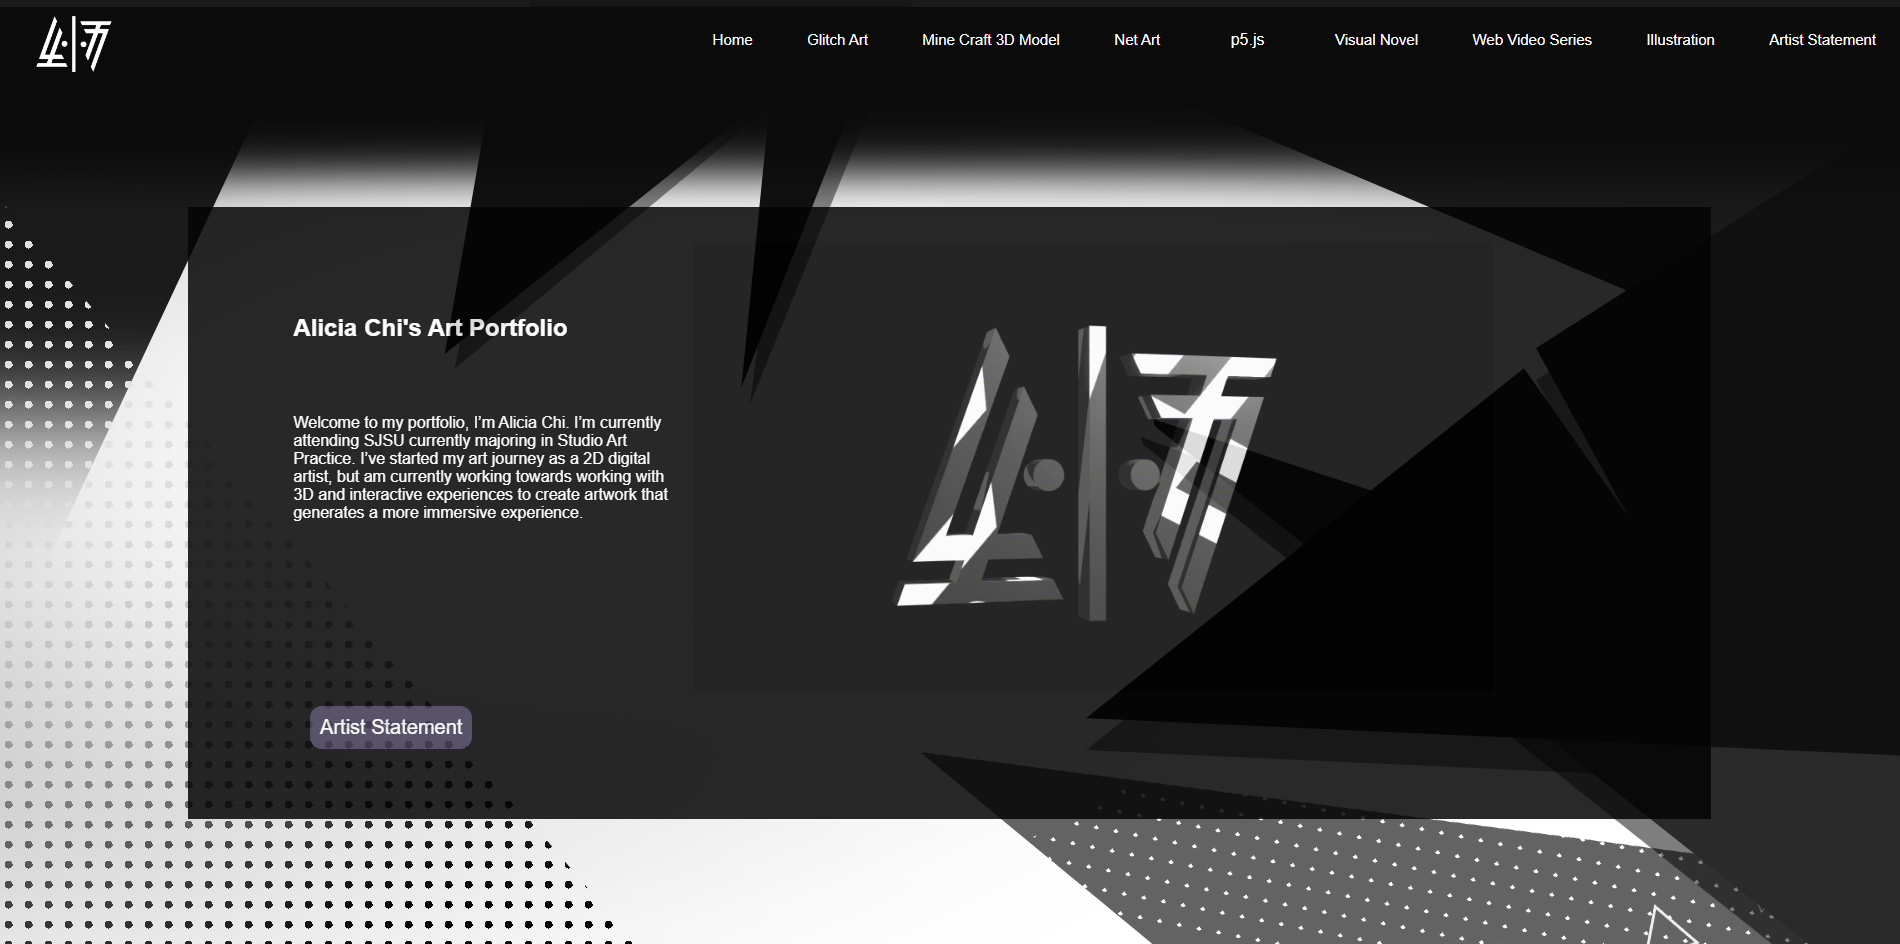 Home Glitch Art Mine Craft 3D Model Net Art p5.js Visual Novel Web Video Series Illustration Artist Statement
Alicia Chi's Art Portfolio
Welcome to my portfolio, I’m Alicia Chi. I’m currently
attending SJSU currently majoring in Studio Art
Practice. I’ve started my art journey as a 2D digital
artist, but am currently working towards working with
3D and interactive experiences to create artwork that
generates a more immersive experience.
Artist Statement